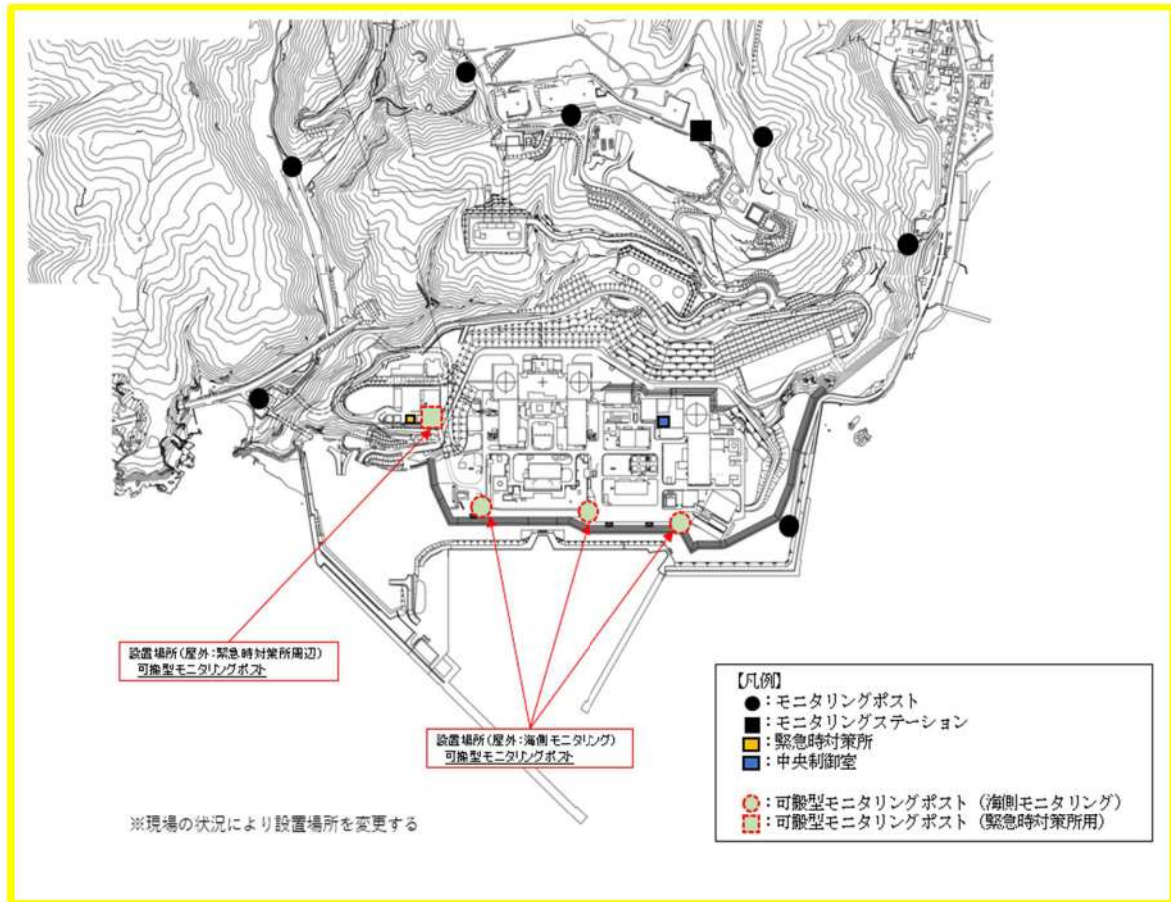 設置場所(屋外:緊急時対策所周辺)
可搬型モニタリングポスト
設置場所(屋外:海側モニタリング)
可搬型モニタリングポスト
※現場の状況により設置場所を変更する
【凡例】
●:モニタリングポスト
■:モニタリングステーション
:緊急時対策所
:中央制御室
:可搬型モニタリングポスト(海側モニタリング)
:可搬型モニタリングポスト(緊急時対策所用)